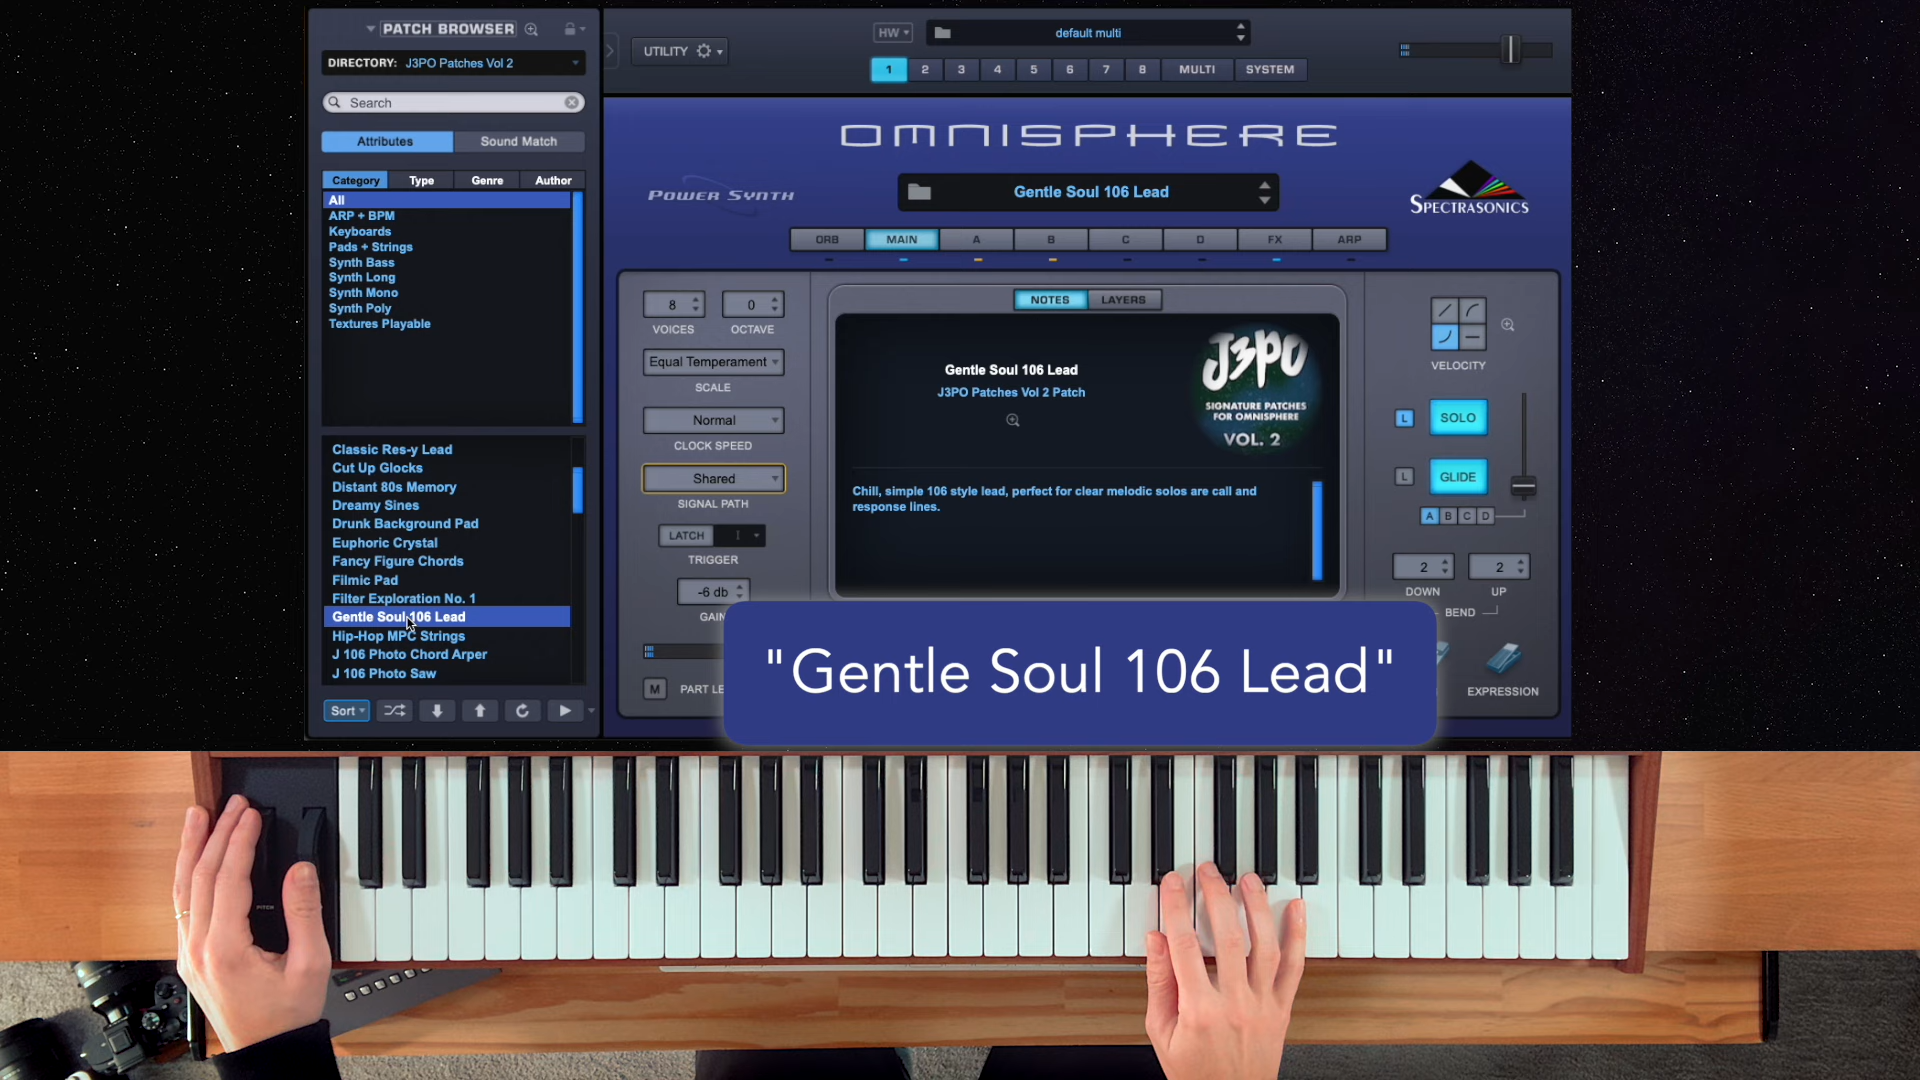 PATCH BROWSER
DIRECTORY: J3PO Patches Vol 2
Search
Attributes Sound Match
Category Type Genre Author
All
ARP + BPM
Keyboards
Pads + Strings
Synth Bass
Synth Long
Synth Mono
Synth Poly
Textures Playable
Classic Res-y Lead
Cut Up Glocks
Distant 80s Memory
Dreamy Sines
Drunk Background Pad
Euphoric Crystal
Fancy Figure Chords
Filmic Pad
Filter Exploration No. 1
Gentle Soul 106 Lead
Hip-Hop MPC Strings
J 106 Photo Chord Arper
J 106 Photo Saw
Sort
UTILITY
HW
default multi
1 2 3 4 5 6 7 8 MULTI SYSTEM
OMNISPHERE
POWER SYNTH
Gentle Soul 106 Lead
SPECTRASONICS
ORB MAIN A B C D FX ARP
8 0
VOICES OCTAVE
Equal Temperament
SCALE
Normal
CLOCK SPEED
Shared
SIGNAL PATH
LATCH
TRIGGER
-6 db
GAIN
M PART LE
NOTES LAYERS
Gentle Soul 106 Lead
J3PO Patches Vol 2 Patch
J3PO
SIGNATURE PATCHES
FOR OMNISPHERE
VOL. 2
Chill, simple 106 style lead, perfect for clear melodic solos are call and
response lines.
VELOCITY
L SOLO
L GLIDE
A B C D
2 2
DOWN UP
BEND
EXPRESSION
"Gentle Soul 106 Lead"
PITCH